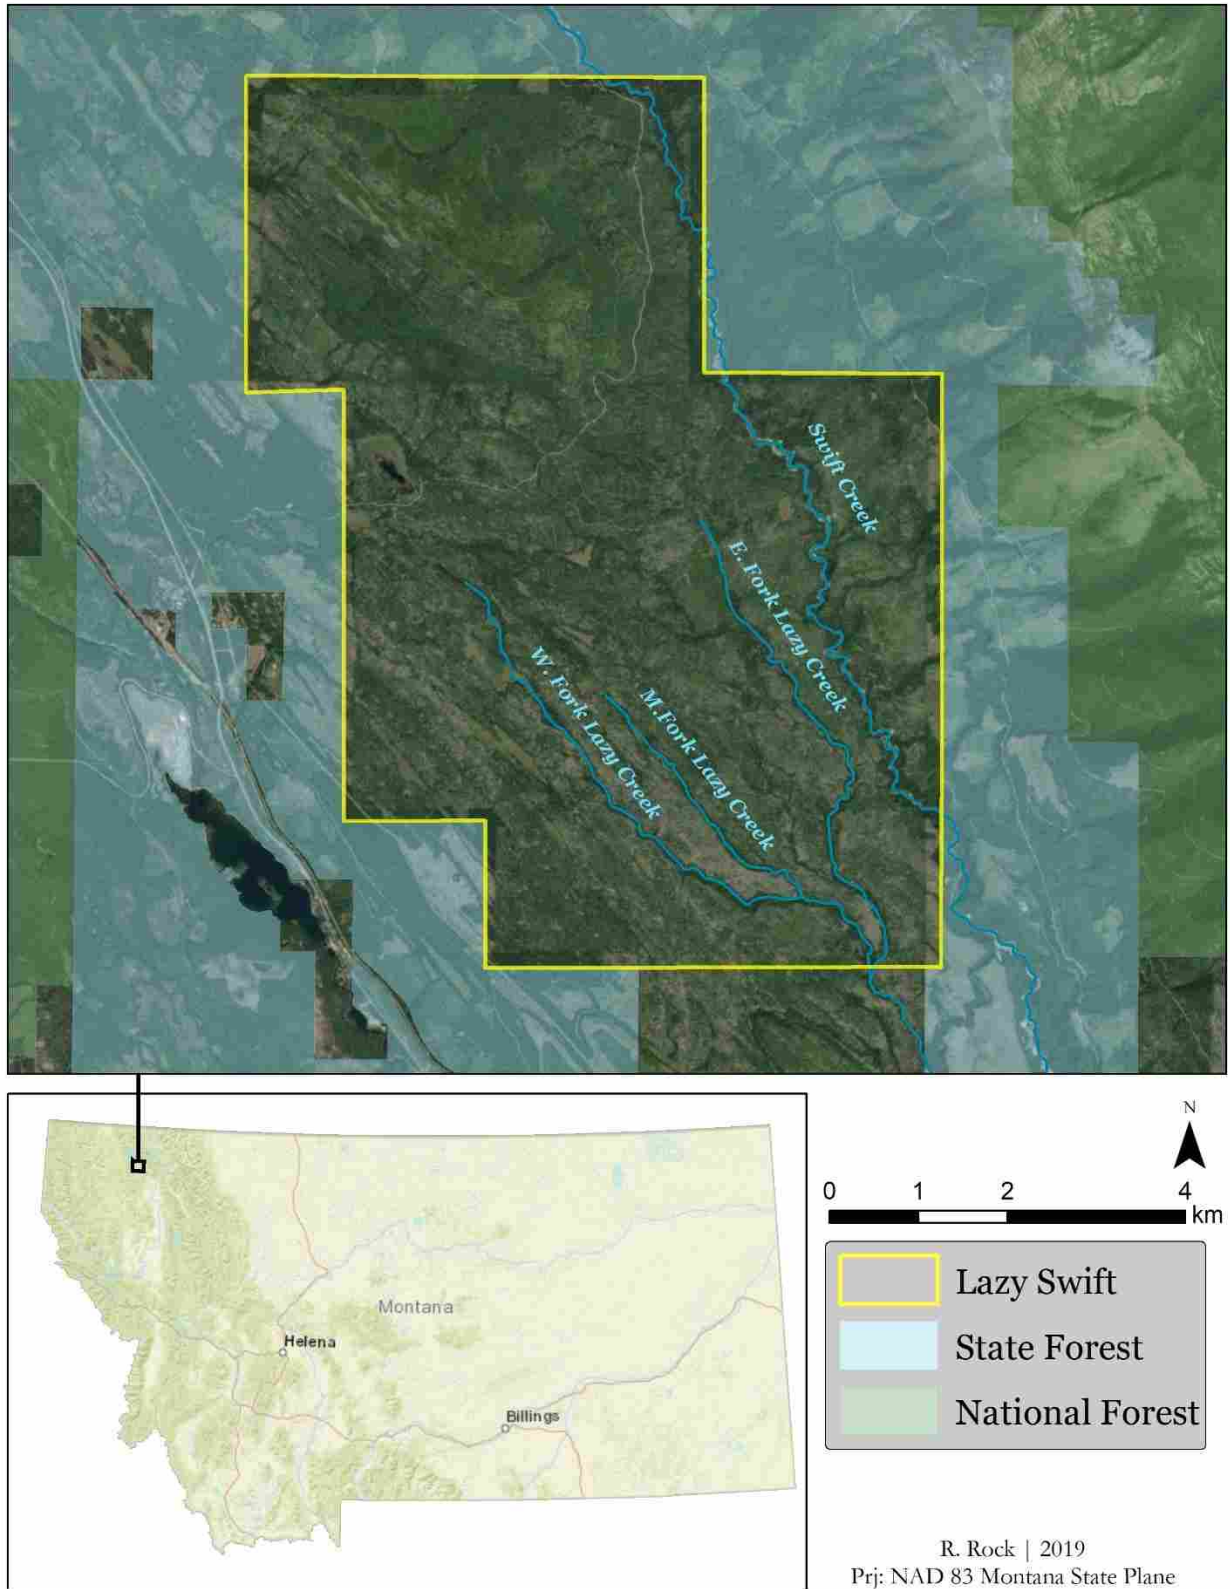 Swift Creek
E. Fork Lazy Creek
W. Fork Lazy Creek
M.Fork Lazy Creek
N
0 1 2 4
km
Lazy Swift
State Forest
National Forest
Montana
Helena
Billings
R. Rock | 2019
Prj: NAD 83 Montana State Plane